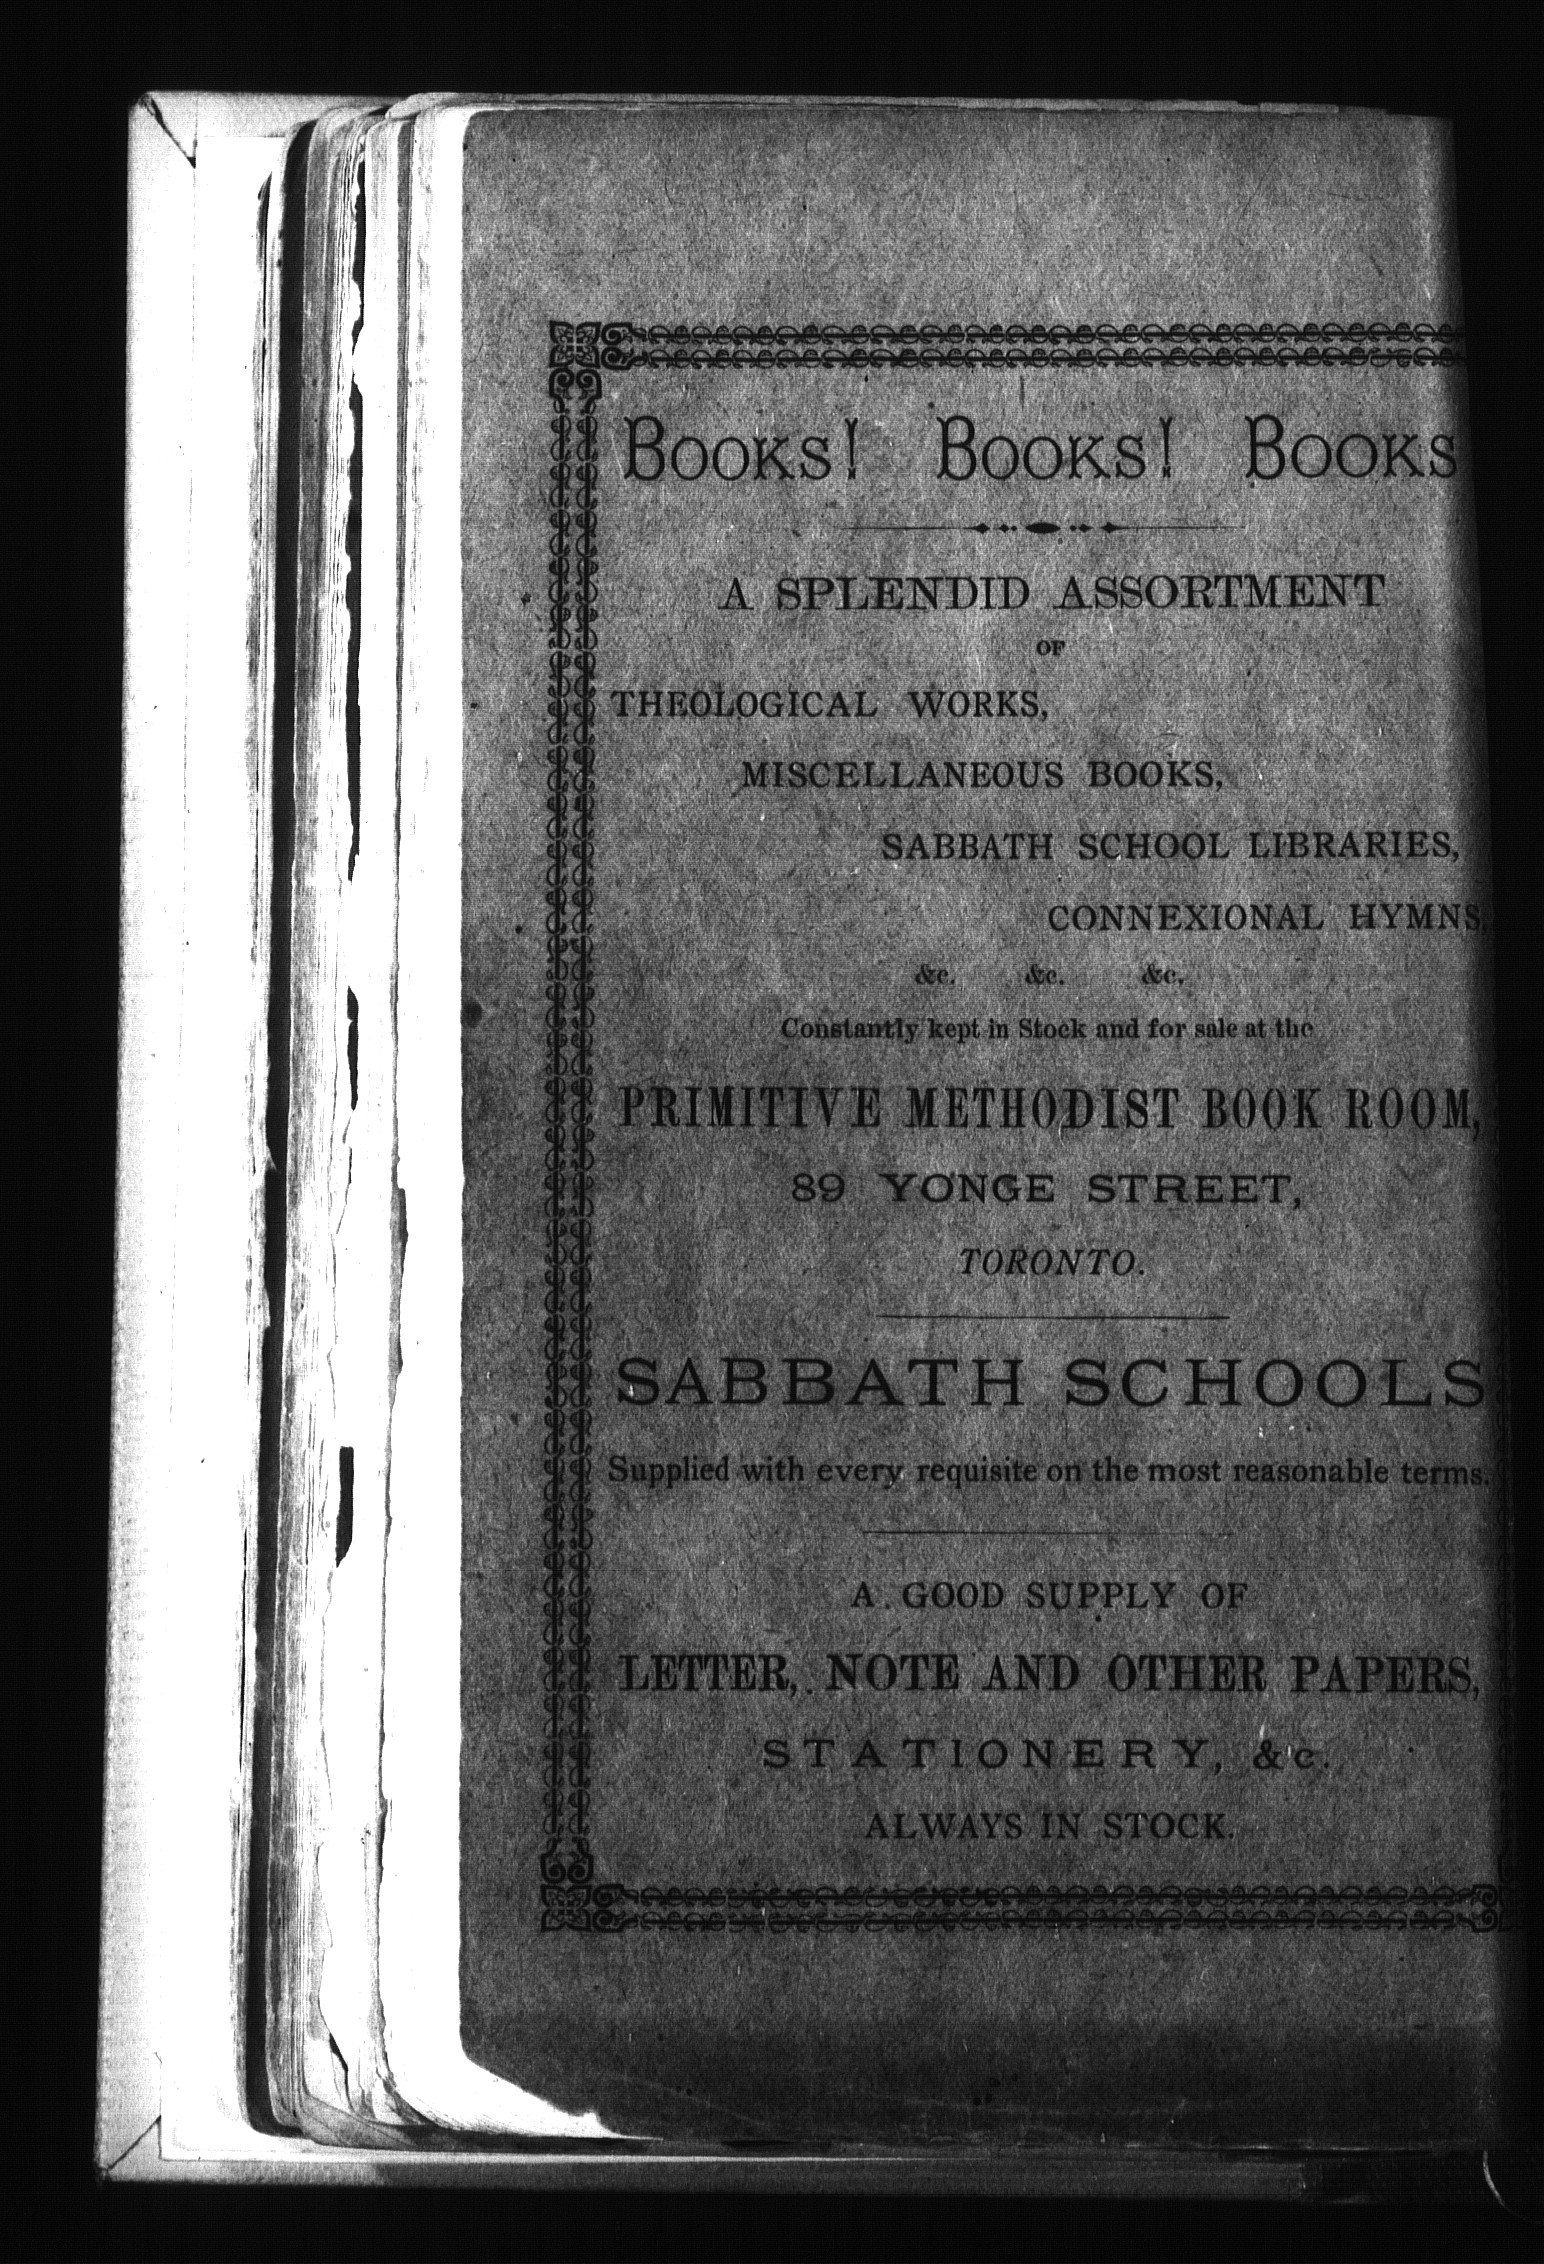 BOOKS! BOOKS! BOOKS
A SPLENDID ASSORTMENT
OF
THEOLOGICAL WORKS,
MISCELLANEOUS BOOKS,
SABBATH SCHOOL LIBRARIES,
CONNEXIONAL HYMNS,
&c. &c. &c.
Constantly kept in Stock and for sale at the
PRIMITIVE METHODIST BOOK ROOM,
89 YONGE STREET,
TORONTO.
SABBATH SCHOOLS
Supplied with every requisite on the most reasonable terms.
A GOOD SUPPLY OF
LETTER, NOTE AND OTHER PAPERS,
STATIONERY, &c.
ALWAYS IN STOCK.